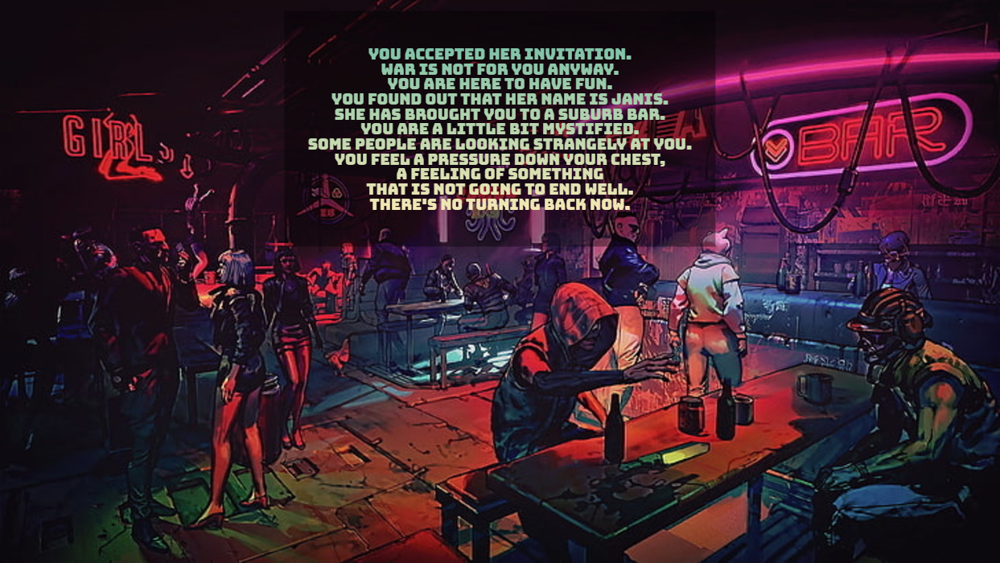 YOU ACCEPTED HER INVITATION.
WAR IS NOT FOR YOU ANYWAY.
YOU ARE HERE TO HAVE FUN.
YOU FOUND OUT THAT HER NAME IS JANIS.
SHE HAS BROUGHT YOU TO A SUBURB BAR.
YOU ARE A LITTLE BIT MYSTIFIED.
SOME PEOPLE ARE LOOKING STRANGELY AT YOU.
YOU FEEL A PRESSURE DOWN YOUR CHEST,
A FEELING OF SOMETHING
THAT IS NOT GOING TO END WELL.
THERE'S NO TURNING BACK NOW.
GIRL
BAR